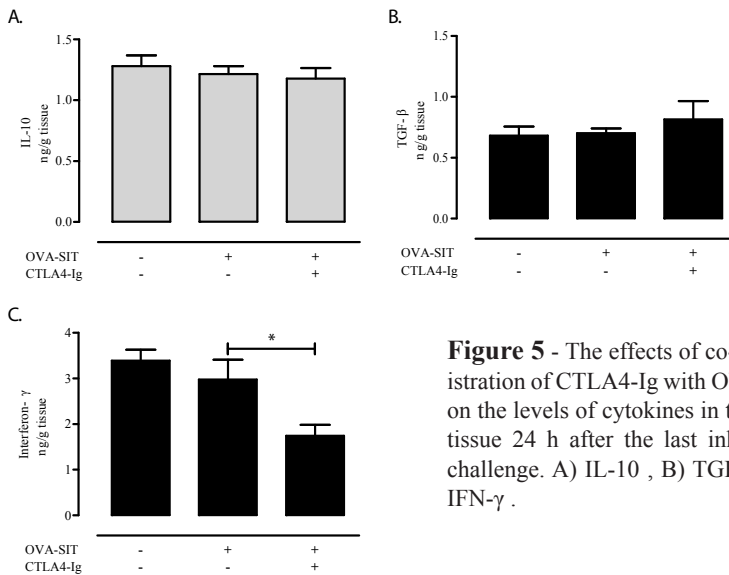 A.
1.5
1.0
0.5
0.0
IL-10
ng/g tissue
OVA-SIT - + +
CTLA4-Ig - - +
B.
1.5
1.0
0.5
0.0
TGF-β
ng/g tissue
OVA-SIT - + +
CTLA4-Ig - - +
C.
4
3
2
1
0
Interferon-γ
ng/g tissue
*
OVA-SIT - + +
CTLA4-Ig - - +
Figure 5 - The effects of co-
istration of CTLA4-Ig with
on the levels of cytokines in
tissue 24 h after the last
challenge. A) IL-10 , B)
IFN-γ .